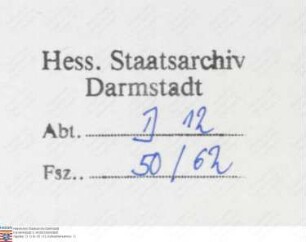 Hess. Staatsarchiv
Darmstadt
Abt. D 12
Fsz.. 50/62